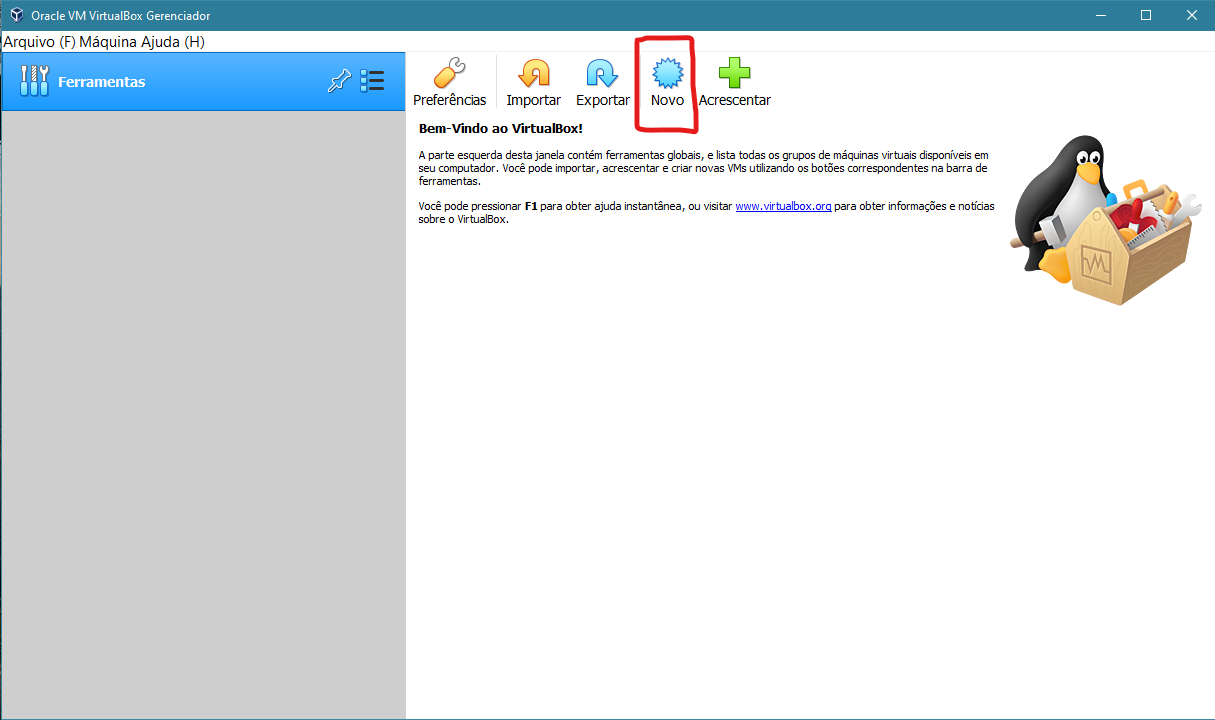 Oracle VM VirtualBox Gerenciador
Arquivo (F) Máquina Ajuda (H)
Ferramentas
Preferências Importar Exportar Novo Acrescentar
Bem-Vindo ao VirtualBox!
A parte esquerda desta janela contém ferramentas globais, e lista todas os grupos de máquinas virtuais disponíveis em
seu computador. Você pode importar, acrescentar e criar novas VMs utilizando os botões correspondentes na barra de
ferramentas.
Você pode pressionar F1 para obter ajuda instantânea, ou visitar www.virtualbox.org para obter informações e notícias
sobre o VirtualBox.